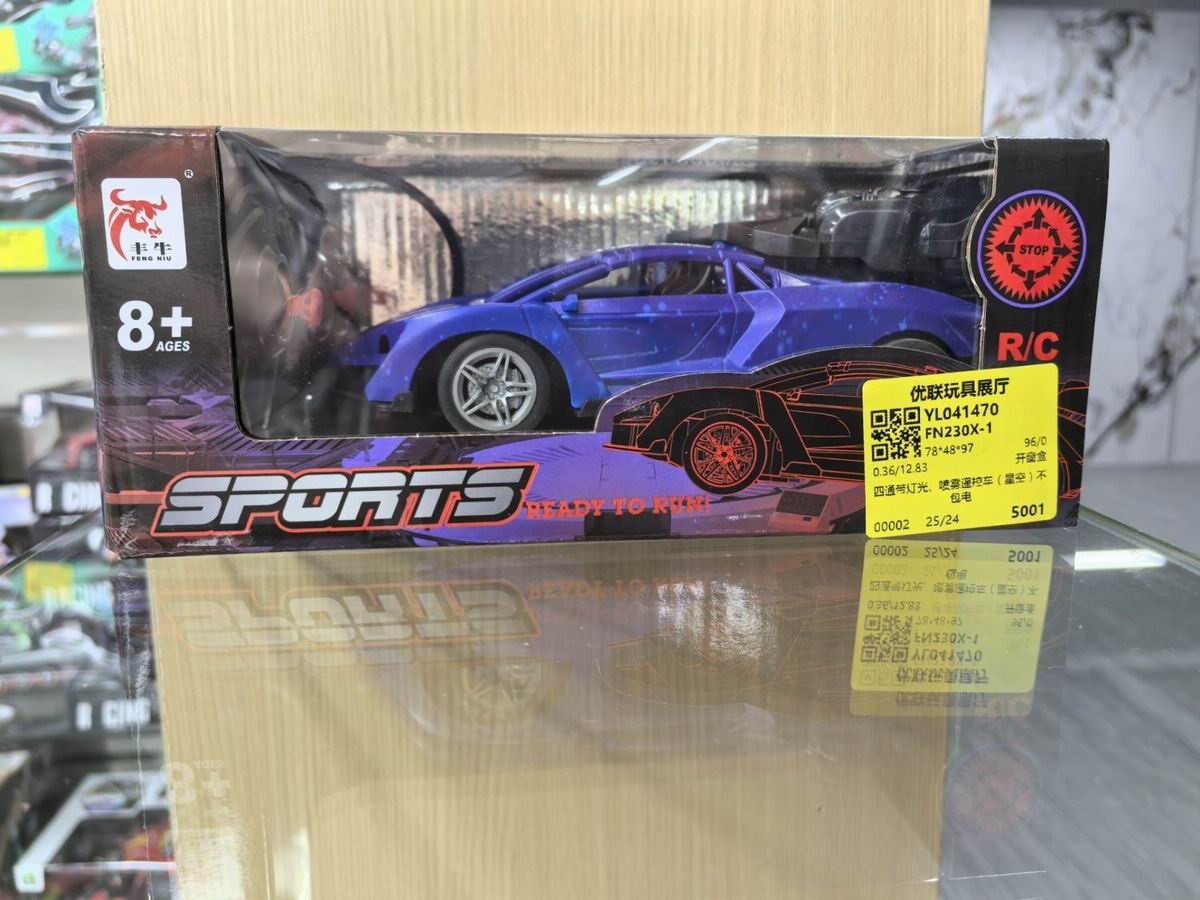 ®
丰牛
FENG NIU
8+
AGES
STOP
R/C
SPORTS
READY TO RUN!
优联玩具展厅
YL041470
FN230X-1
78*48*97
96/0
0.36/12.83
开窗盒
四通带灯光、喷雾遥控车（星空）不
包电
00002
25/24
5001
R CING